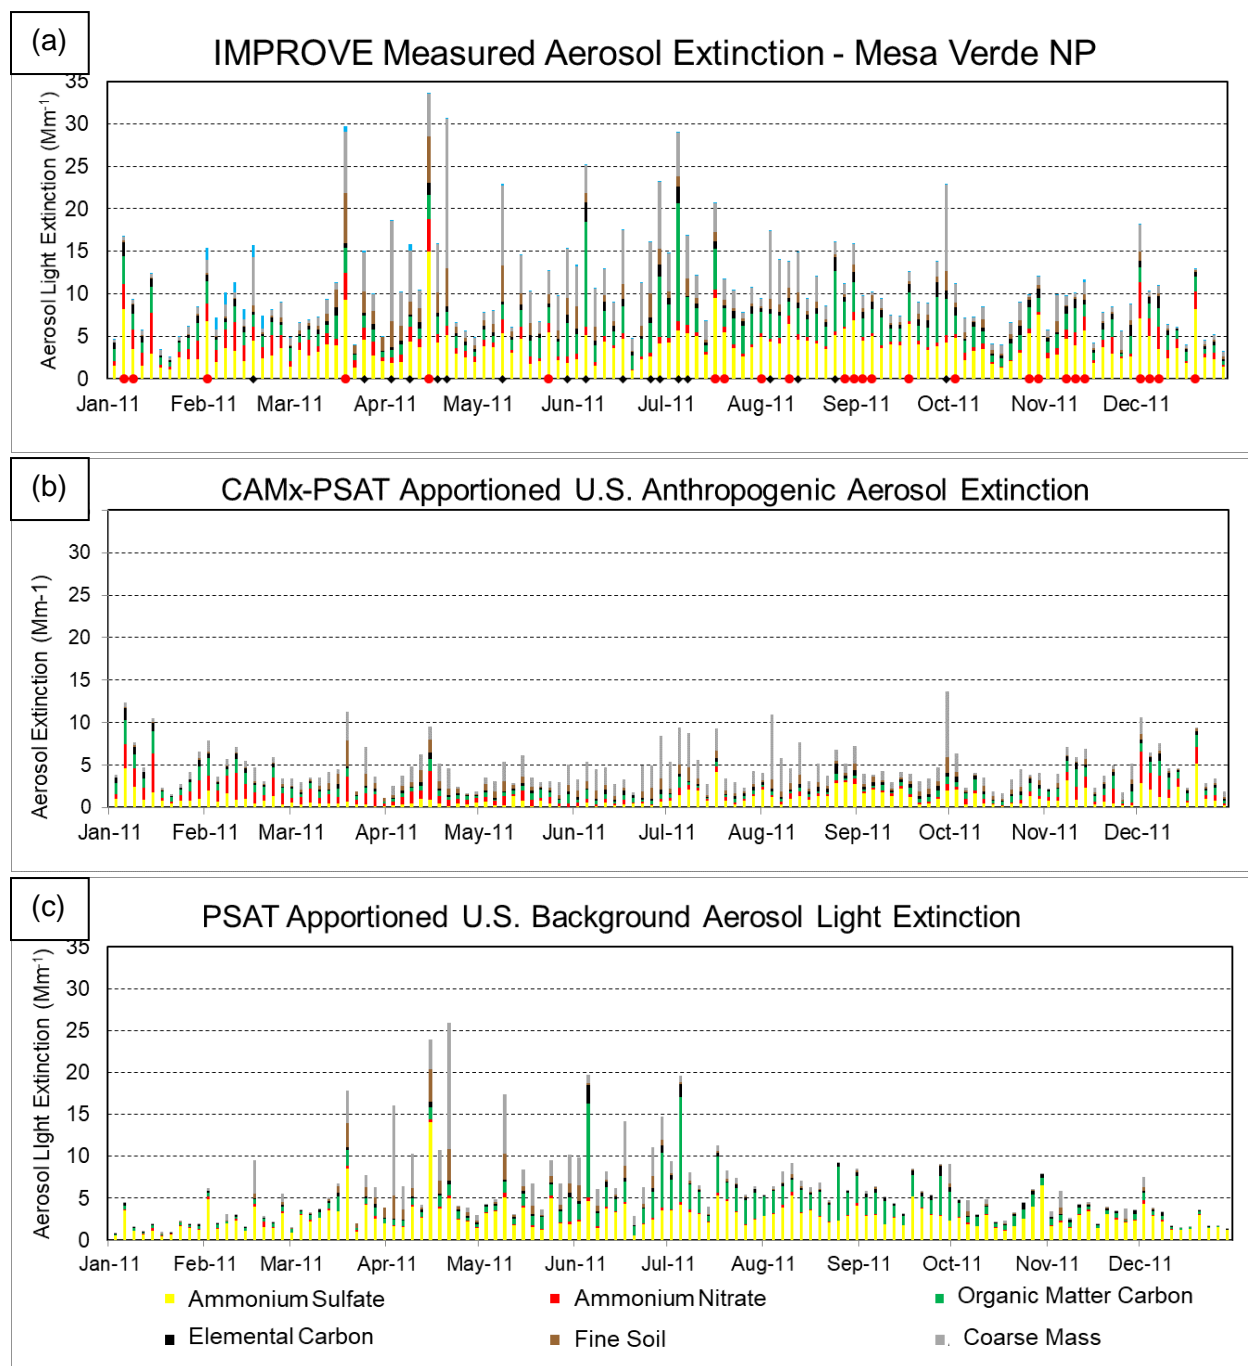 (a)
IMPROVE Measured Aerosol Extinction - Mesa Verde NP
Aerosol Light Extinction (Mm-1)
35
30
25
20
15
10
5
0
Jan-11 Feb-11 Mar-11 Apr-11 May-11 Jun-11 Jul-11 Aug-11 Sep-11 Oct-11 Nov-11 Dec-11
(b)
CAMx-PSAT Apportioned U.S. Anthropogenic Aerosol Extinction
Aerosol Extinction (Mm-1)
30
25
20
15
10
5
0
Jan-11 Feb-11 Mar-11 Apr-11 May-11 Jun-11 Jul-11 Aug-11 Sep-11 Oct-11 Nov-11 Dec-11
(c)
PSAT Apportioned U.S. Background Aerosol Light Extinction
Aerosol LIght Extinction (Mm-1)
35
30
25
20
15
10
5
0
Jan-11 Feb-11 Mar-11 Apr-11 May-11 Jun-11 Jul-11 Aug-11 Sep-11 Oct-11 Nov-11 Dec-11
Ammonium Sulfate Ammonium Nitrate Organic Matter Carbon
Elemental Carbon Fine Soil Coarse Mass